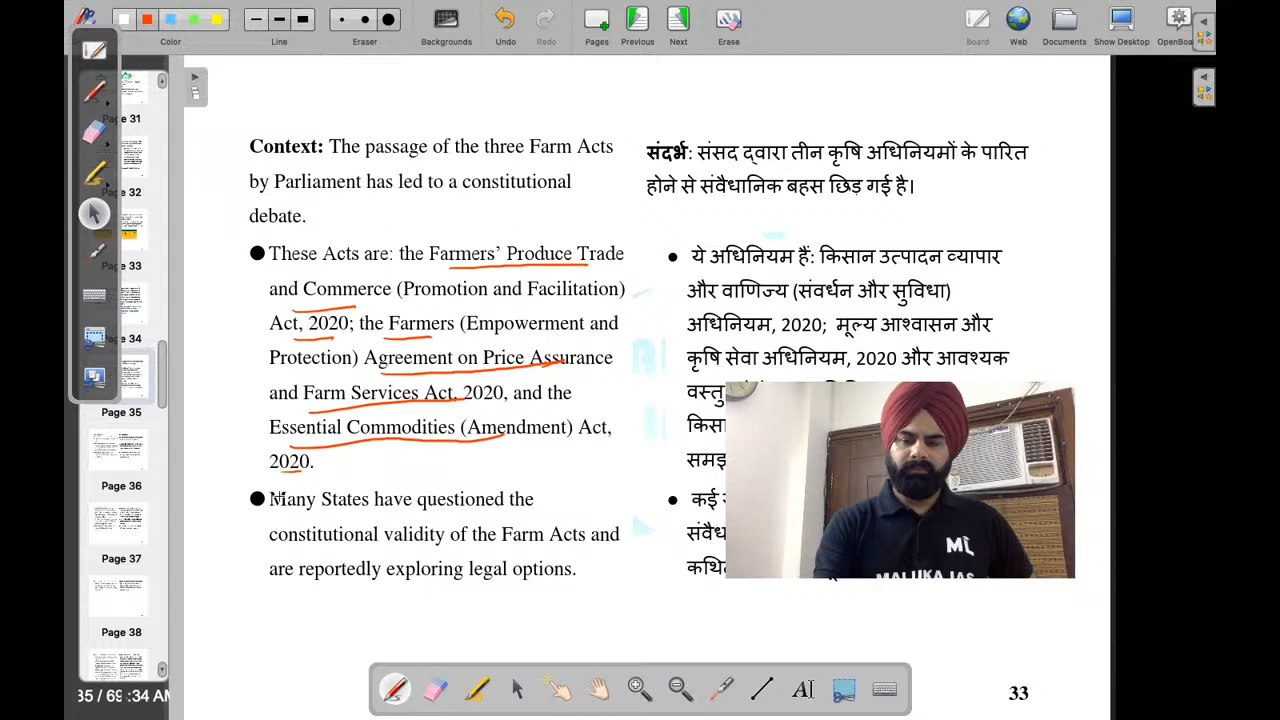 Color
Line
Eraser
Backgrounds
Undo
Redo
Pages
Previous
Next
Erase
Board
Web
Documents
Show Desktop
OpenBoa
Page 31
Page 32
Page 33
Page 34
Page 35
Page 36
Page 37
Page 38
Context: The passage of the three Farm Acts
by Parliament has led to a constitutional
debate.
● These Acts are: the Farmers’ Produce Trade
and Commerce (Promotion and Facilitation)
Act, 2020; the Farmers (Empowerment and
Protection) Agreement on Price Assurance
and Farm Services Act, 2020, and the
Essential Commodities (Amendment) Act,
2020.
● Many States have questioned the
constitutional validity of the Farm Acts and
are reportedly exploring legal options.
संदर्भ: संसद द्वारा तीन कृषि अधिनियमों के पारित
होने से संवैधानिक बहस छिड़ गई है।
● ये अधिनियम हैं: किसान उत्पादन व्यापार
और वाणिज्य (संवर्धन और सुविधा)
अधिनियम, 2020; मूल्य आश्वासन और
कृषि सेवा अधिनियम, 2020 और आवश्यक
● कई
ML
MALUKA IAS
33